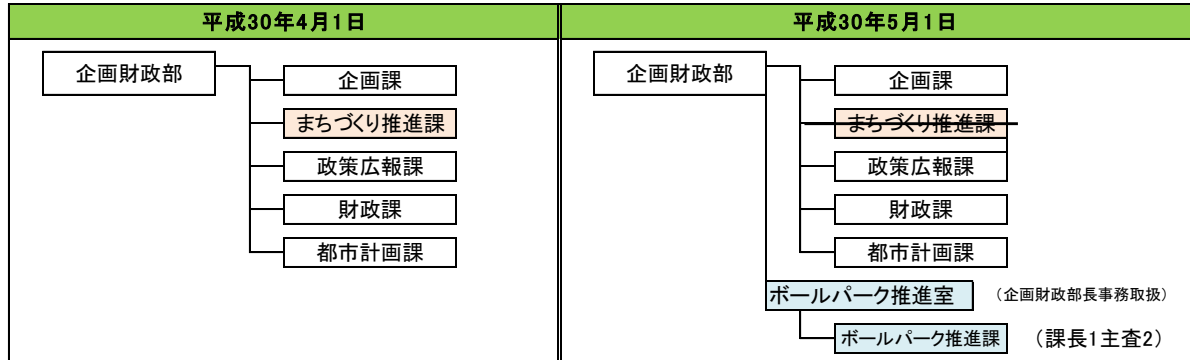 平成30年4月1日
企画財政部
企画課
まちづくり推進課
政策広報課
財政課
都市計画課
平成30年5月1日
企画財政部
企画課
まちづくり推進課
政策広報課
財政課
都市計画課
ボールパーク推進室 （企画財政部長事務取扱）
ボールパーク推進課 （課長1主査2）